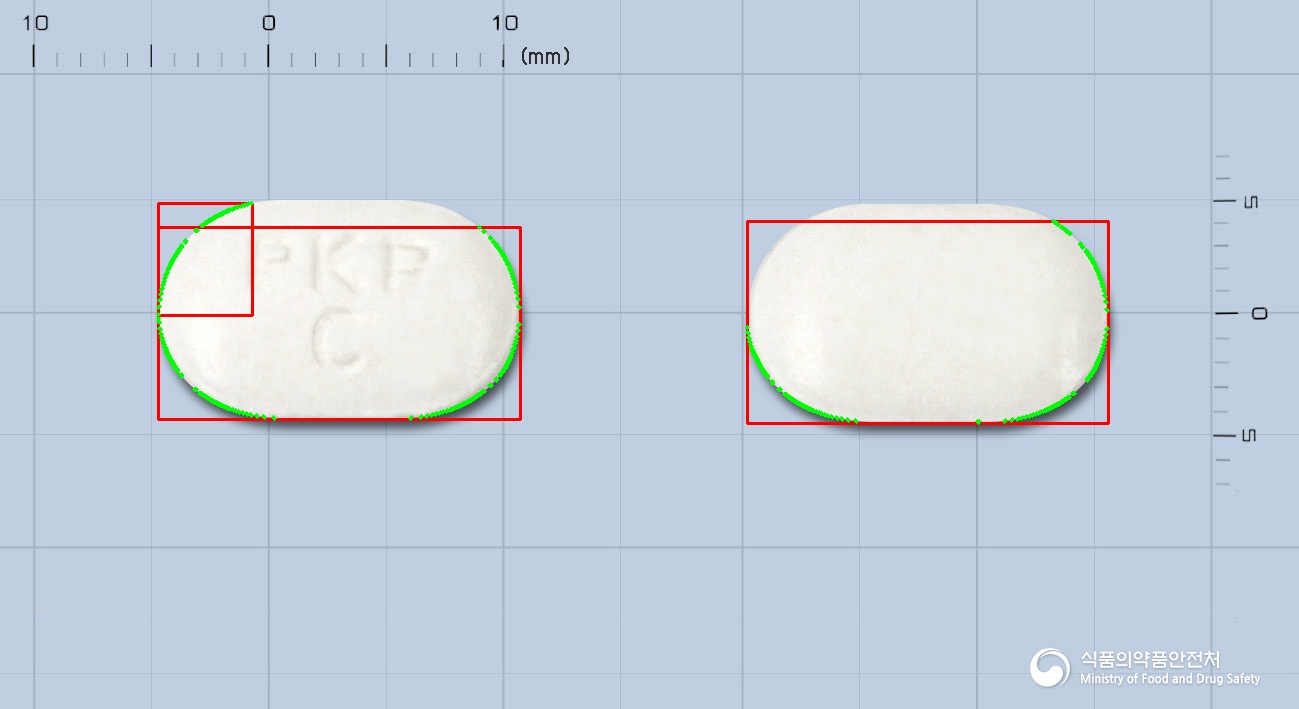 10 0 10
(mm)
PKP
C
5
0
5
식품의약품안전처
Ministry of Food and Drug Safety